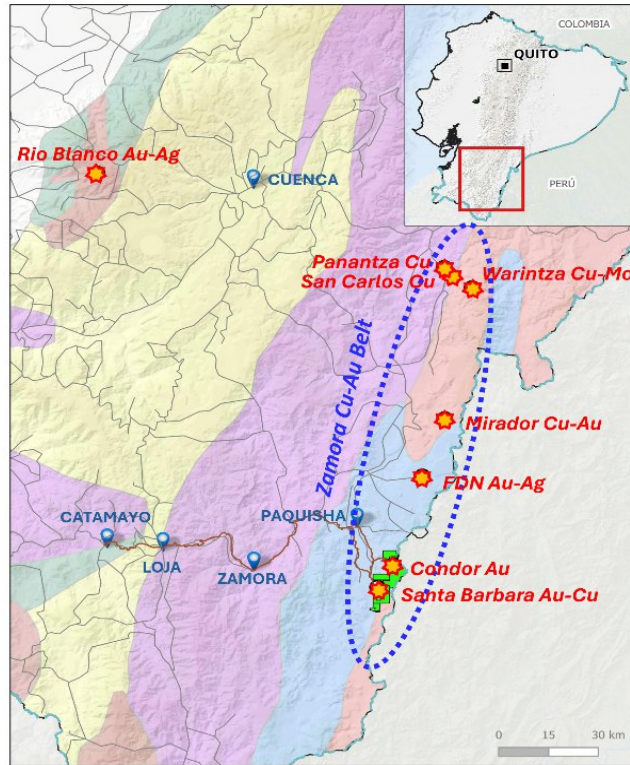 COLOMBIA
QUITO
PERÚ
Rio Blanco Au-Ag
CUENCA
Panantza Cu
San Carlos Cu
Warintza Cu-Mo
Zamora Cu-Au Belt
Mirador Cu-Au
FDN Au-Ag
PAQUISHA
CATAMAYO
LOJA
ZAMORA
Condor Au
Santa Barbara Au-Cu
0 15 30 km